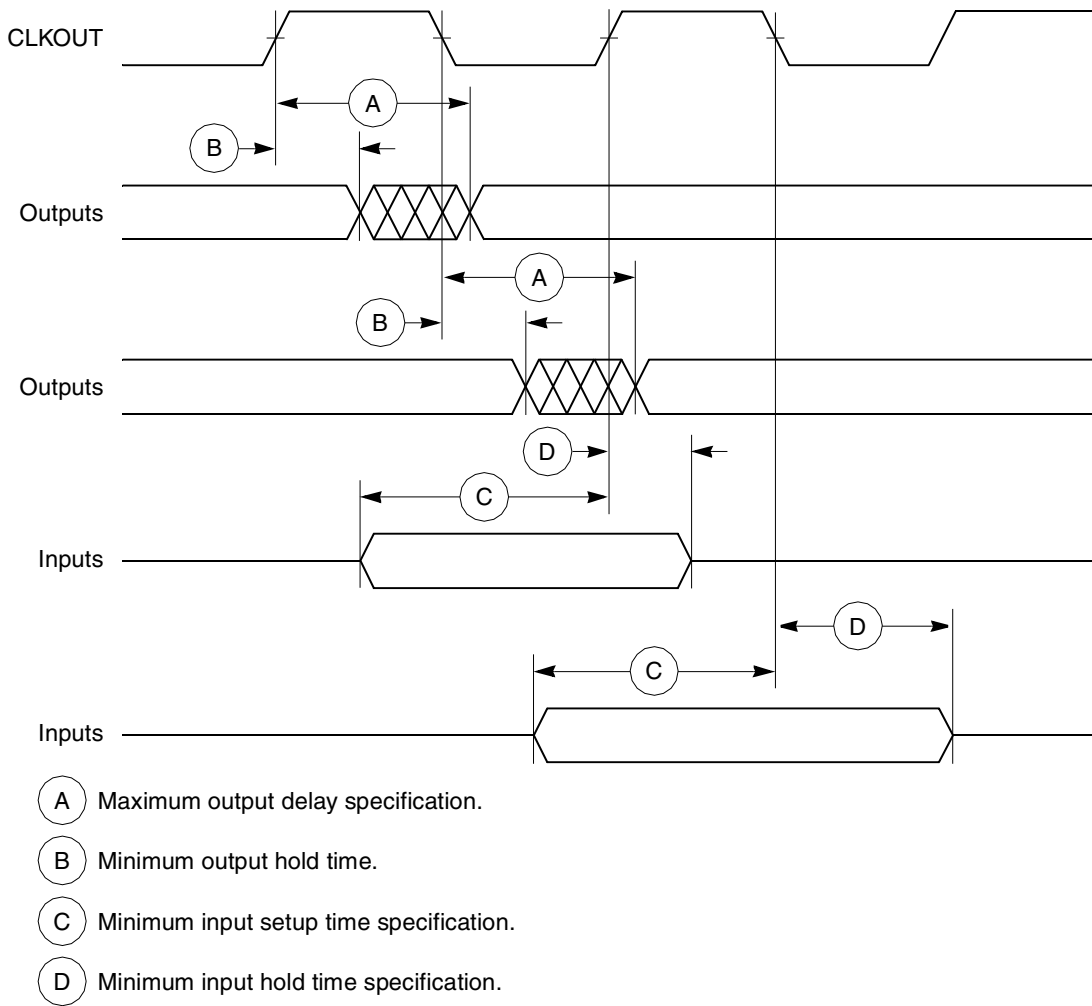 CLKOUT
A
B
Outputs
A
B
Outputs
D
C
Inputs
D
C
Inputs
A Maximum output delay specification.
B Minimum output hold time.
C Minimum input setup time specification.
D Minimum input hold time specification.